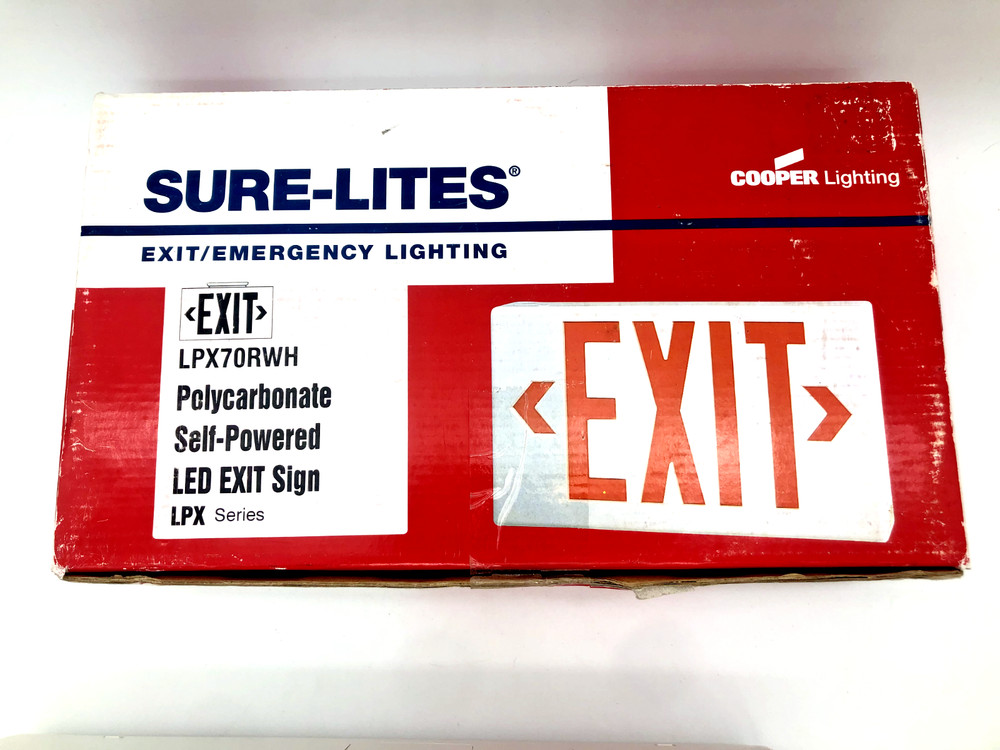 SURE-LITES®
COOPER Lighting
EXIT/EMERGENCY LIGHTING
<EXIT>
LPX70RWH
Polycarbonate
Self-Powered
LED EXIT Sign
LPX Series
<EXIT>